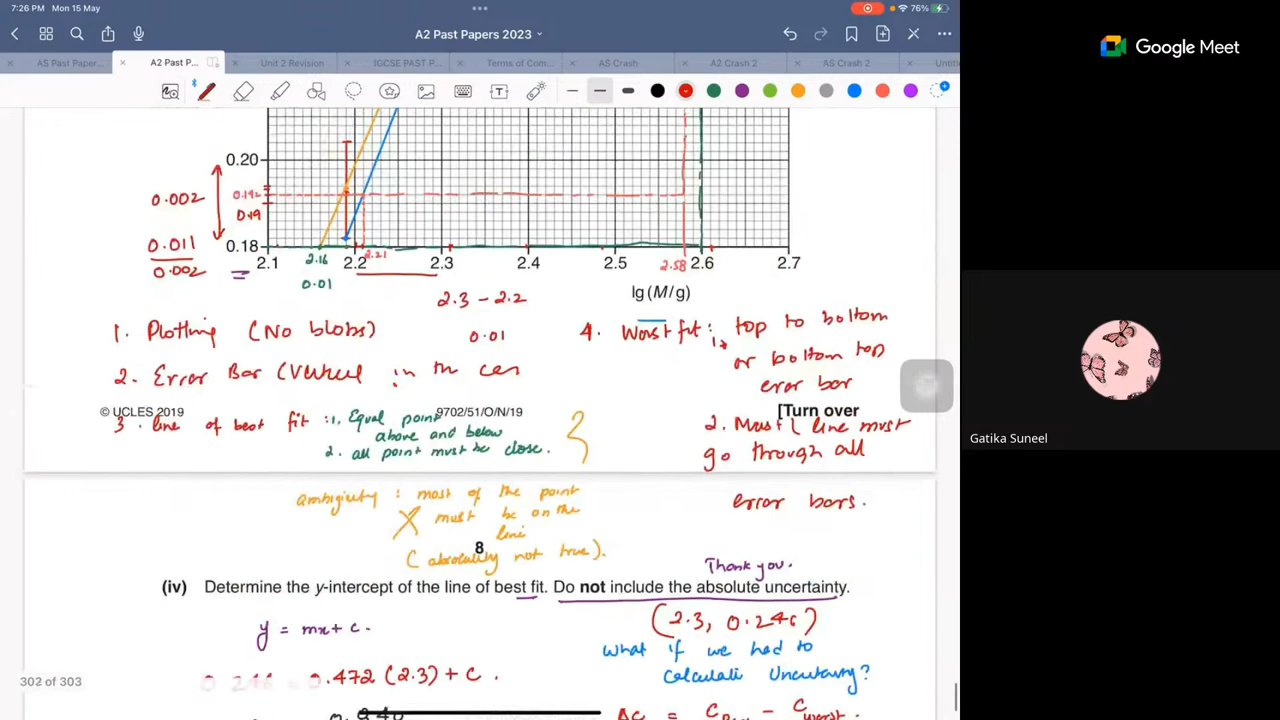 7:26 PM Mon 15 May
76%
A2 Past Papers 2023
AS Past Paper...
A2 Past P...
Unit 2 Revision
IGCSE PAST P...
Terms of Com...
AS Crash
A2 Crash 2
AS Crash 2
Untitl
Google Meet
0.20
0.002
0.192
0.19
0.011
0.002
0.18
2.1
2.2
2.3
2.4
2.5
2.6
2.7
2.16
2.21
2.58
0.01
lg (M/g)
2.3 - 2.2
0.01
1. Plotting (No blobs)
2. Error Bar (Vertical in the cas
3. line of best fit : 1. Equal point
above and below
2. all point must be close.
4. Worst fit : 1. top to bottom
or bottom top
error bar
© UCLES 2019
9702/51/O/N/19
[Turn over
2. Must ( line must
go through all
error bars.
Gatika Suneel
ambiguity : most of the point
must be on the
line
(absolutely not true).
8
Thank you.
(iv) Determine the y-intercept of the line of best fit. Do not include the absolute uncertainty.
y = mx + c.
(2.3, 0.246)
what if we had to
calculate Uncertainty?
0.246 = 0.472 (2.3) + c
302 of 303
Δc = - C worst.